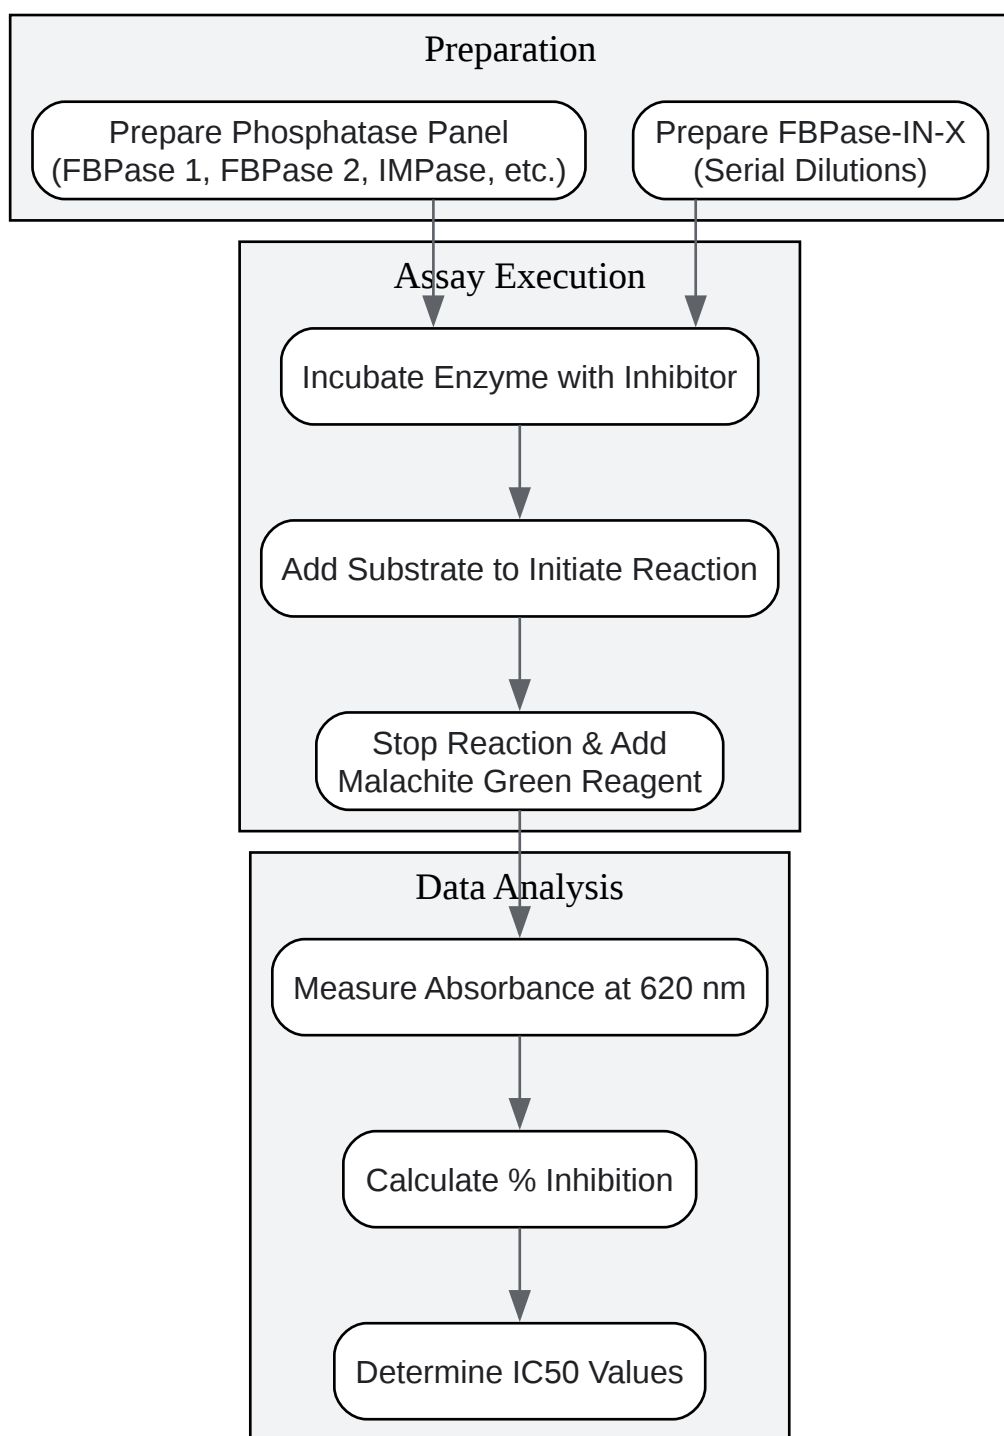 Preparation
Prepare Phosphatase Panel
(FBPase 1, FBPase 2, IMPase, etc.)
Prepare FBPase-IN-X
(Serial Dilutions)
Assay Execution
Incubate Enzyme with Inhibitor
Add Substrate to Initiate Reaction
Stop Reaction & Add
Malachite Green Reagent
Data Analysis
Measure Absorbance at 620 nm
Calculate % Inhibition
Determine IC50 Values